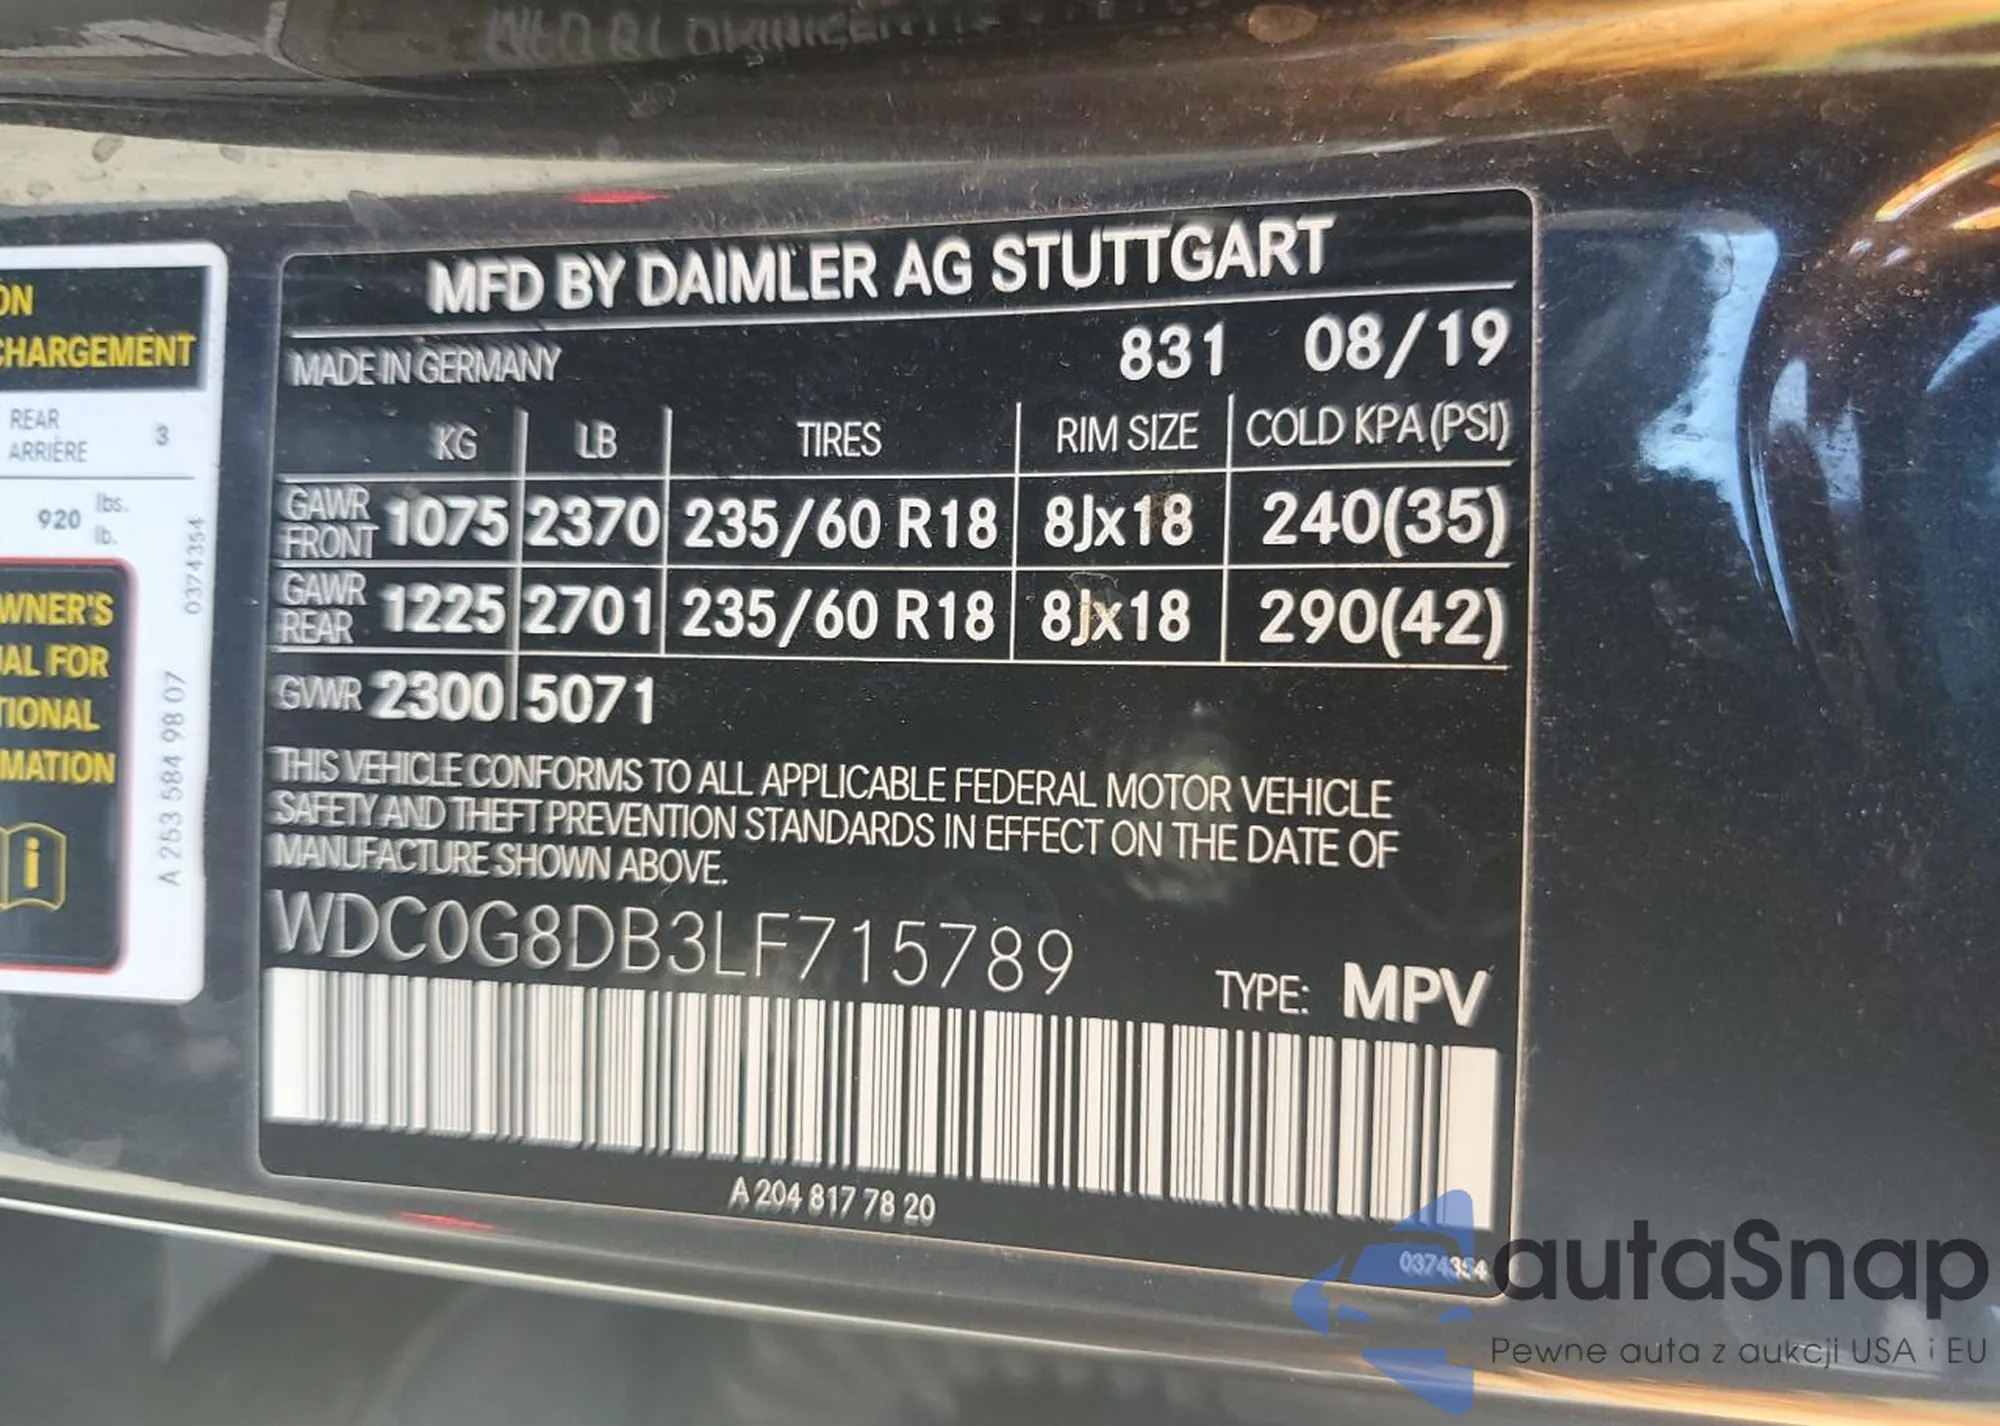 MFD BY DAIMLER AG STUTTGART
MADE IN GERMANY 831 08/19
KG LB TIRES RIM SIZE COLD KPA (PSI)
GAWR FRONT 1075 2370 235/60 R18 8Jx18 240(35)
GAWR REAR 1225 2701 235/60 R18 8Jx18 290(42)
GVWR 2300 5071
THIS VEHICLE CONFORMS TO ALL APPLICABLE FEDERAL MOTOR VEHICLE
SAFETY AND THEFT PREVENTION STANDARDS IN EFFECT ON THE DATE OF
MANUFACTURE SHOWN ABOVE.
WDC0G8DB3LF715789
TYPE: MPV
A 204 817 78 20
0374354
ON
CHARGEMENT
REAR
ARRIÈRE 3
920 lbs.
lb.
WNER'S
AL FOR
TIONAL
MATION
i
0374354
A 253 584 98 07
autaSnap
Pewne auta z aukcji USA i EU